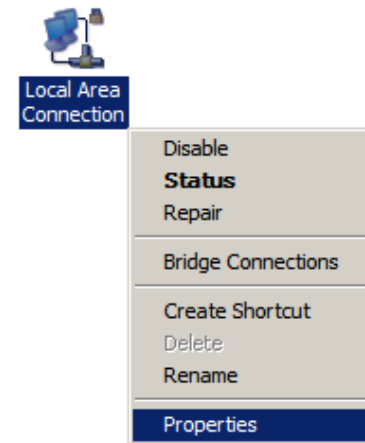 Local Area
Connection
Disable
Status
Repair
Bridge Connections
Create Shortcut
Delete
Rename
Properties